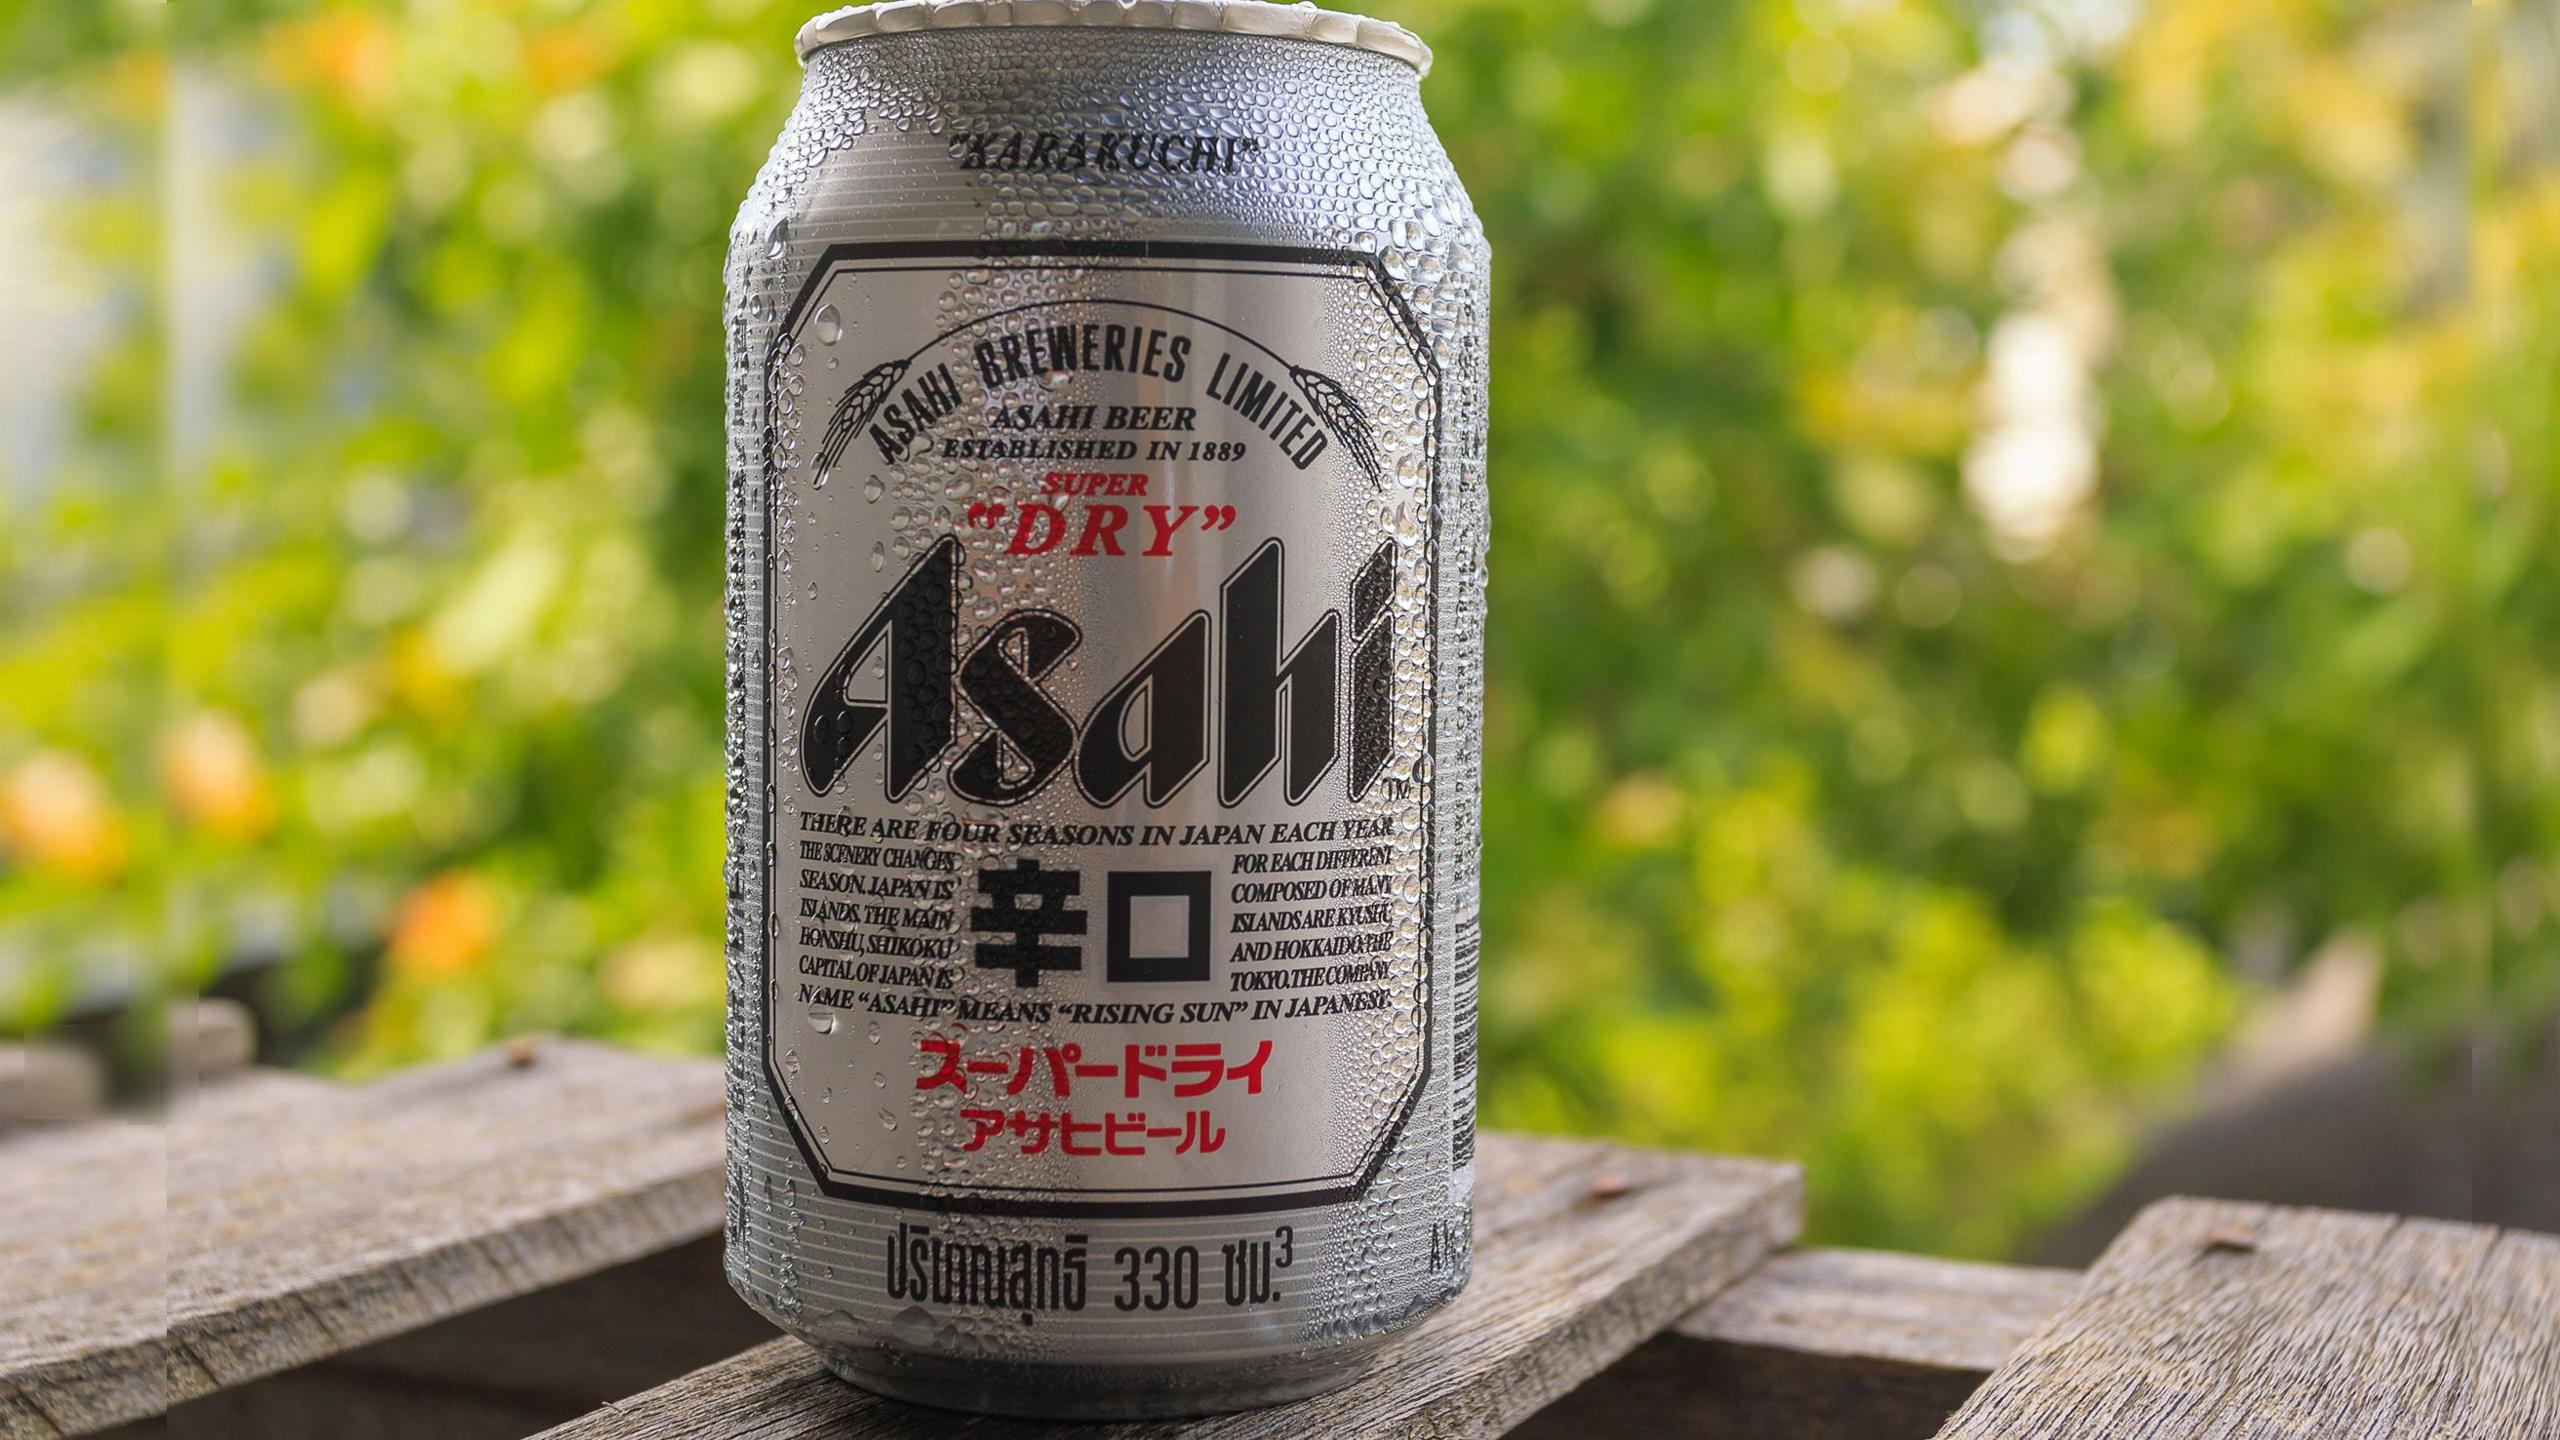 "KARAKUCHI"
ASAHI BREWERIES LIMITED
ASAHI BEER
ESTABLISHED IN 1889
SUPER
"DRY"
Asahi
TM
THERE ARE FOUR SEASONS IN JAPAN EACH YEAR
THE SCENERY CHANGES FOR EACH DIFFERENT
SEASON. JAPAN IS COMPOSED OF MANY
ISLANDS. THE MAIN ISLANDS ARE KYUSHU
HONSHU, SHIKOKU AND HOKKAIDO. THE
CAPITAL OF JAPAN IS TOKYO. THE COMPANY
NAME "ASAHI" MEANS "RISING SUN" IN JAPANESE.
辛口
スーパードライ
アサヒビール
ปริมาณสุทธิ 330 ซม.³